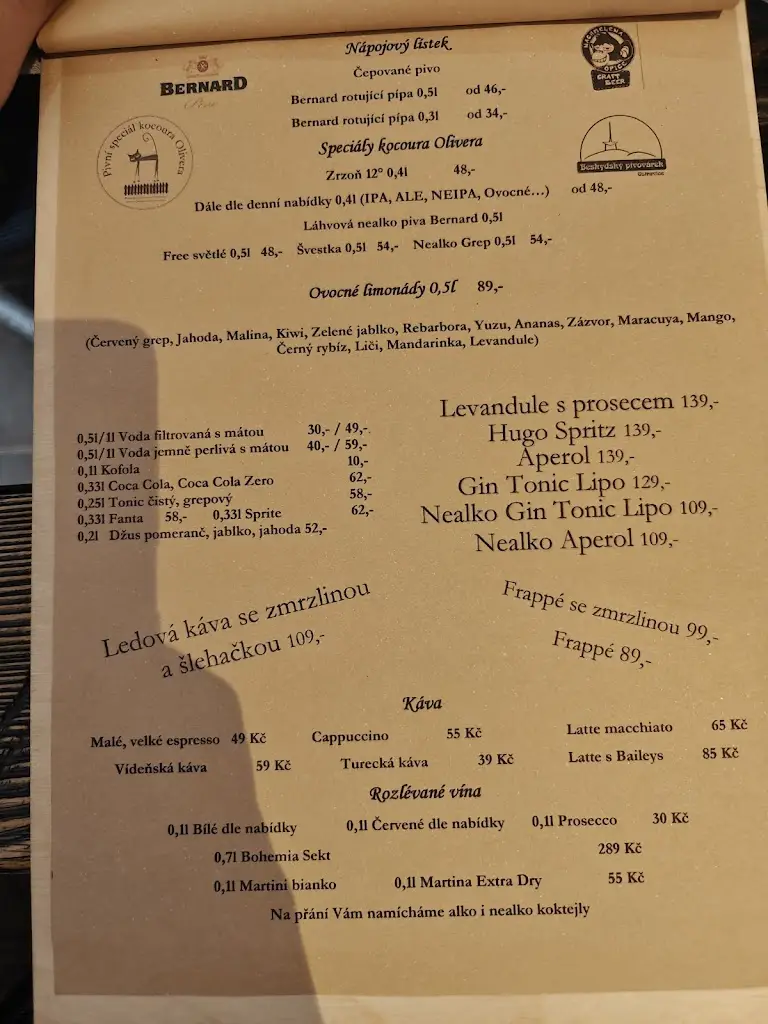 Nápojový lístek
BERNARD
Čepované pivo
CRAFT BEER
Bernard rotující pípa 0,5l od 46,-
Bernard rotující pípa 0,3l od 34,-
Pivní speciál kocoura Olivera
Speciály kocoura Olivera
Beskydský pivovárek
Zrzoň 12° 0,4l 48,-
Dále dle denní nabídky 0,4l (IPA, ALE, NEIPA, Ovocné...) od 48,-
Láhvová nealko piva Bernard 0,5l
Free světlé 0,5l 48,- Švestka 0,5l 54,- Nealko Grep 0,5l 54,-
Ovocné limonády 0,5l 89,-
(Červený grep, Jahoda, Malina, Kiwi, Zelené jablko, Rebarbora, Yuzu, Ananas, Zázvor, Maracuya, Mango,
Černý rybíz, Liči, Mandarinka, Levandule)
0,5l/1l Voda filtrovaná s mátou 30,- / 49,-
0,5l/1l Voda jemně perlivá s mátou 40,- / 59,-
0,1l Kofola 10,-
0,33l Coca Cola, Coca Cola Zero 62,-
0,25l Tonic čistý, grepový 58,-
0,33l Fanta 58,- 0,33l Sprite 62,-
0,2l Džus pomeranč, jablko, jahoda 52,-
Levandule s prosecem 139,-
Hugo Spritz 139,-
Aperol 139,-
Gin Tonic Lipo 129,-
Nealko Gin Tonic Lipo 109,-
Nealko Aperol 109,-
Ledová káva se zmrzlinou
a šlehačkou 109,-
Frappé se zmrzlinou 99,-
Frappé 89,-
Káva
Malé, velké espresso 49 Kč Cappuccino 55 Kč Latte macchiato 65 Kč
Vídeňská káva 59 Kč Turecká káva 39 Kč Latte s Baileys 85 Kč
Rozlévané vína
0,1l Bílé dle nabídky 0,1l Červené dle nabídky 0,1l Prosecco 30 Kč
0,7l Bohemia Sekt 289 Kč
0,1l Martini bianko 0,1l Martina Extra Dry 55 Kč
Na přání Vám namícháme alko i nealko koktejly